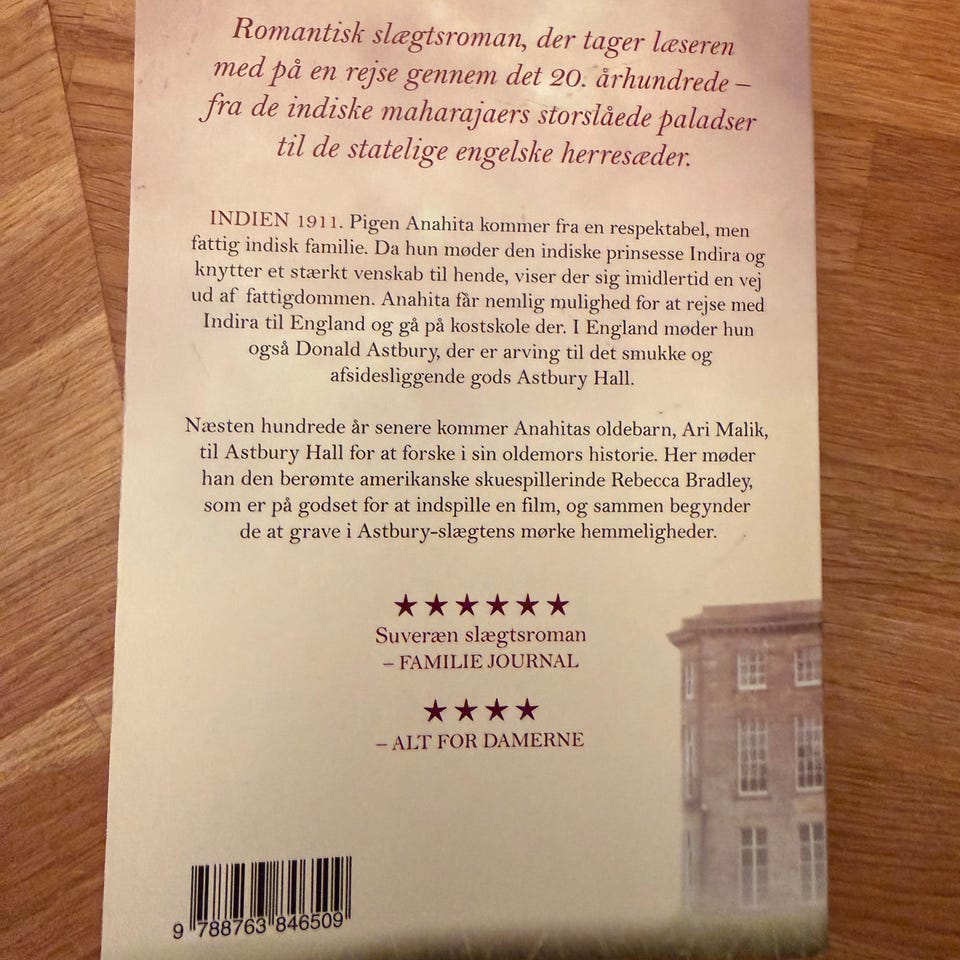 Romantisk slægtsroman, der tager læseren
med på en rejse gennem det 20. århundrede –
fra de indiske maharajaers storslåede paladser
til de statelige engelske herresæder.
INDIEN 1911. Pigen Anahita kommer fra en respektabel, men
fattig indisk familie. Da hun møder den indiske prinsesse Indira og
knytter et stærkt venskab til hende, viser der sig imidlertid en vej
ud af fattigdommen. Anahita får nemlig mulighed for at rejse med
Indira til England og gå på kostskole der. I England møder hun
også Donald Astbury, der er arving til det smukke og
afsidesliggende gods Astbury Hall.
Næsten hundrede år senere kommer Anahitas oldebarn, Ari Malik,
til Astbury Hall for at forske i sin oldemors historie. Her møder
han den berømte amerikanske skuespillerinde Rebecca Bradley,
som er på godset for at indspille en film, og sammen begynder
de at grave i Astbury-slægtens mørke hemmeligheder.
★★★★★★
Suveræn slægtsroman
– FAMILIE JOURNAL
★★★★
– ALT FOR DAMERNE
9 788763 846509